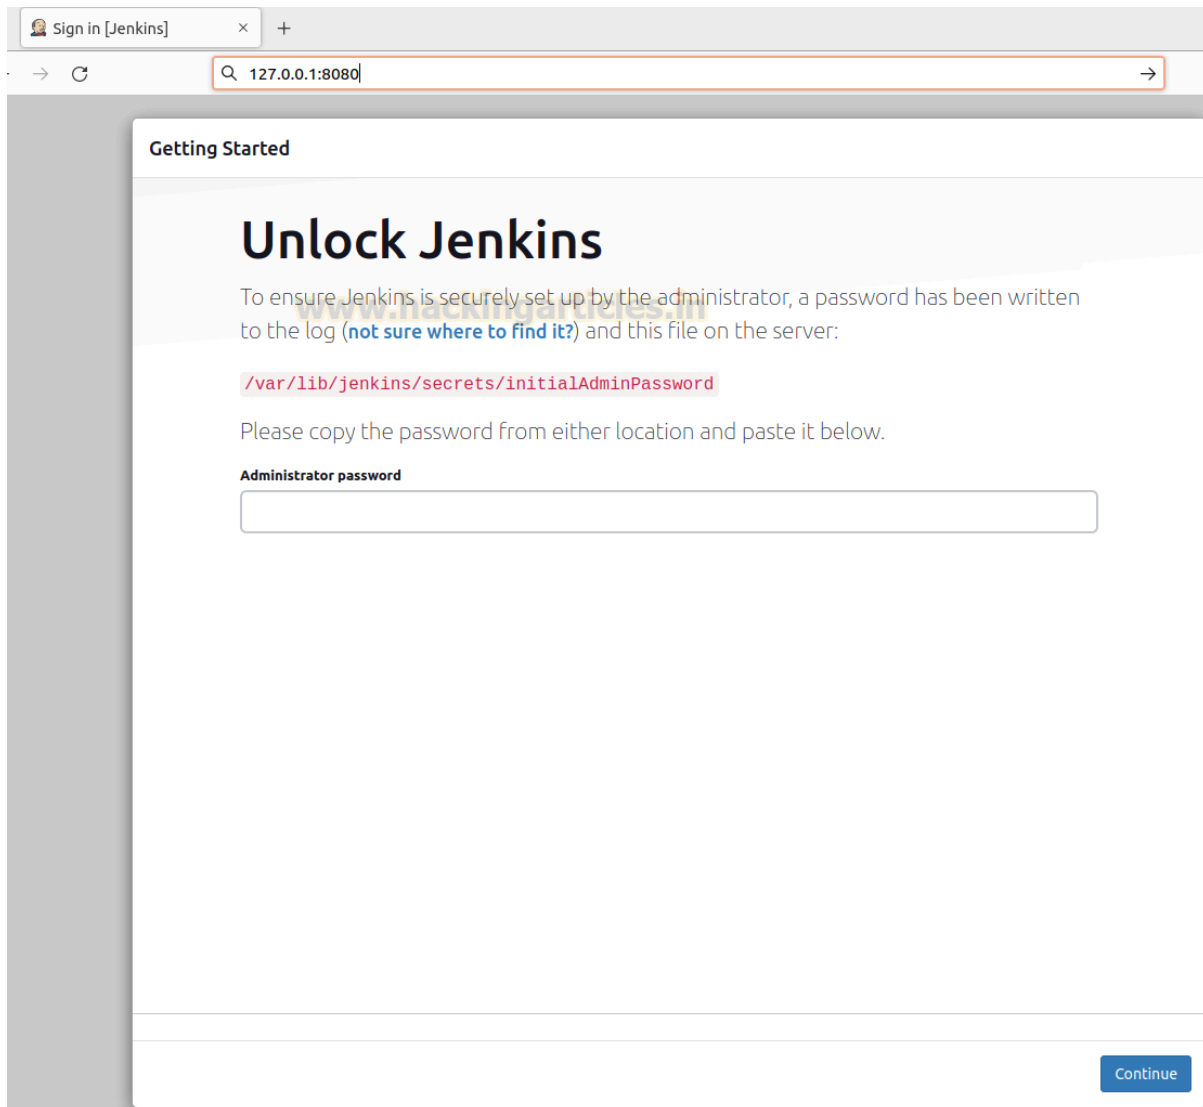 Sign in [Jenkins]
127.0.0.1:8080
Getting Started
Unlock Jenkins
To ensure Jenkins is securely set up by the administrator, a password has been written
www.hackingarticles.in
to the log (not sure where to find it?) and this file on the server:
/var/lib/jenkins/secrets/initialAdminPassword
Please copy the password from either location and paste it below.
Administrator password
Continue